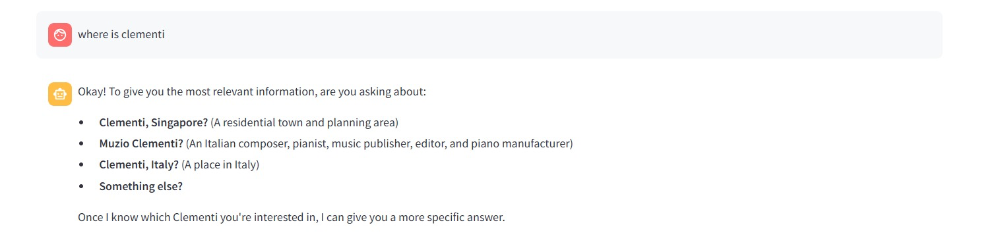 where is clementi
Okay! To give you the most relevant information, are you asking about:
• Clementi, Singapore? (A residential town and planning area)
• Muzio Clementi? (An Italian composer, pianist, music publisher, editor, and piano manufacturer)
• Clementi, Italy? (A place in Italy)
• Something else?
Once I know which Clementi you're interested in, I can give you a more specific answer.